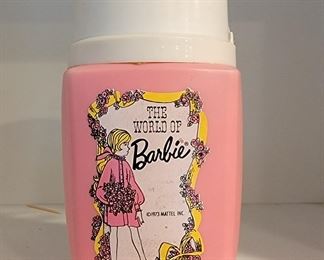 THE
WORLD OF
Barbie
©1973 MATTEL INC.